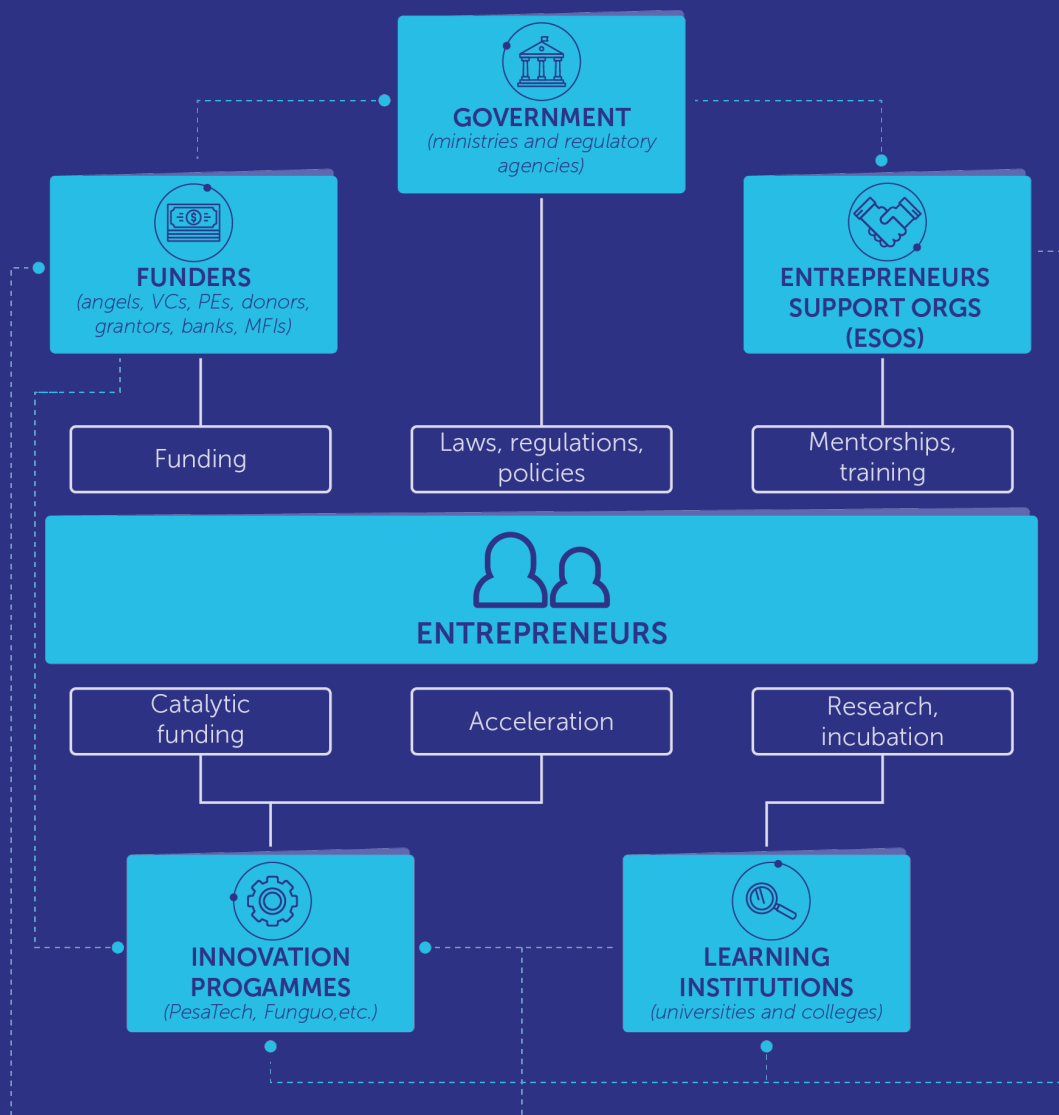 GOVERNMENT
(ministries and regulatory
agencies)
FUNDERS
(angels, VCs, PEs, donors,
grantors, banks, MFIs)
ENTREPRENEURS
SUPPORT ORGS
(ESOS)
Funding
Laws, regulations,
policies
Mentorships,
training
ENTREPRENEURS
Catalytic
funding
Acceleration
Research,
incubation
INNOVATION
PROGAMMES
(PesaTech, Funguo,etc.)
LEARNING
INSTITUTIONS
(universities and colleges)